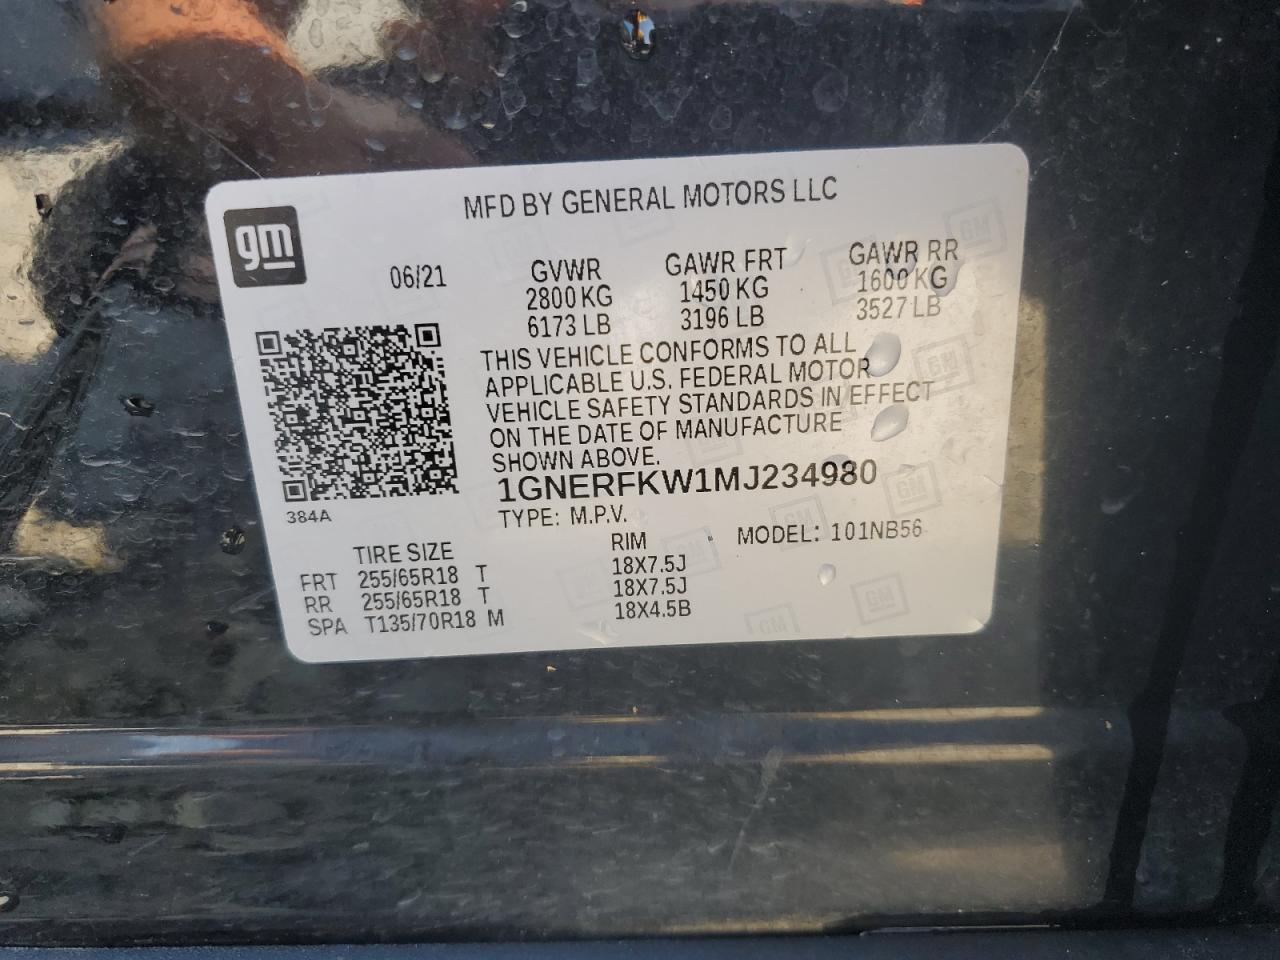 MFD BY GENERAL MOTORS LLC
gm
06/21
GVWR GAWR FRT GAWR RR
2800 KG 1450 KG 1600 KG
6173 LB 3196 LB 3527 LB
THIS VEHICLE CONFORMS TO ALL
APPLICABLE U.S. FEDERAL MOTOR
VEHICLE SAFETY STANDARDS IN EFFECT
ON THE DATE OF MANUFACTURE
SHOWN ABOVE.
1GNERFKW1MJ234980
384A
TYPE: M.P.V.
MODEL: 101NB56
TIRE SIZE RIM
FRT 255/65R18 T 18X7.5J
RR 255/65R18 T 18X7.5J
SPA T135/70R18 M 18X4.5B